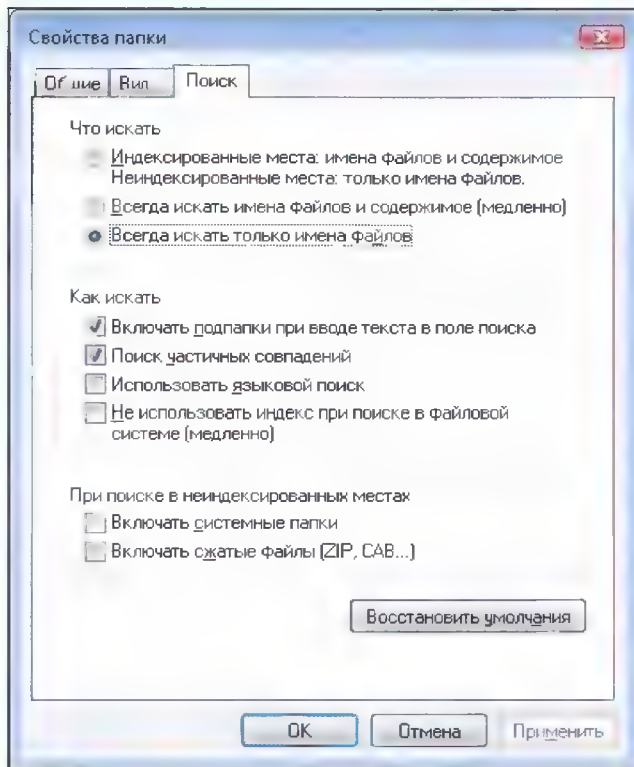 Свойства папки
Общие Вид Поиск
Что искать
Индексированные места: имена файлов и содержимое
Неиндексированные места: только имена файлов.
Всегда искать имена файлов и содержимое (медленно)
Всегда искать только имена файлов
Как искать
Включать подпапки при вводе текста в поле поиска
Поиск частичных совпадений
Использовать языковой поиск
Не использовать индекс при поиске в файловой
системе (медленно)
При поиске в неиндексированных местах
Включать системные папки
Включать сжатые файлы (ZIP, CAB...)
Восстановить умолчания
OK Отмена Применить